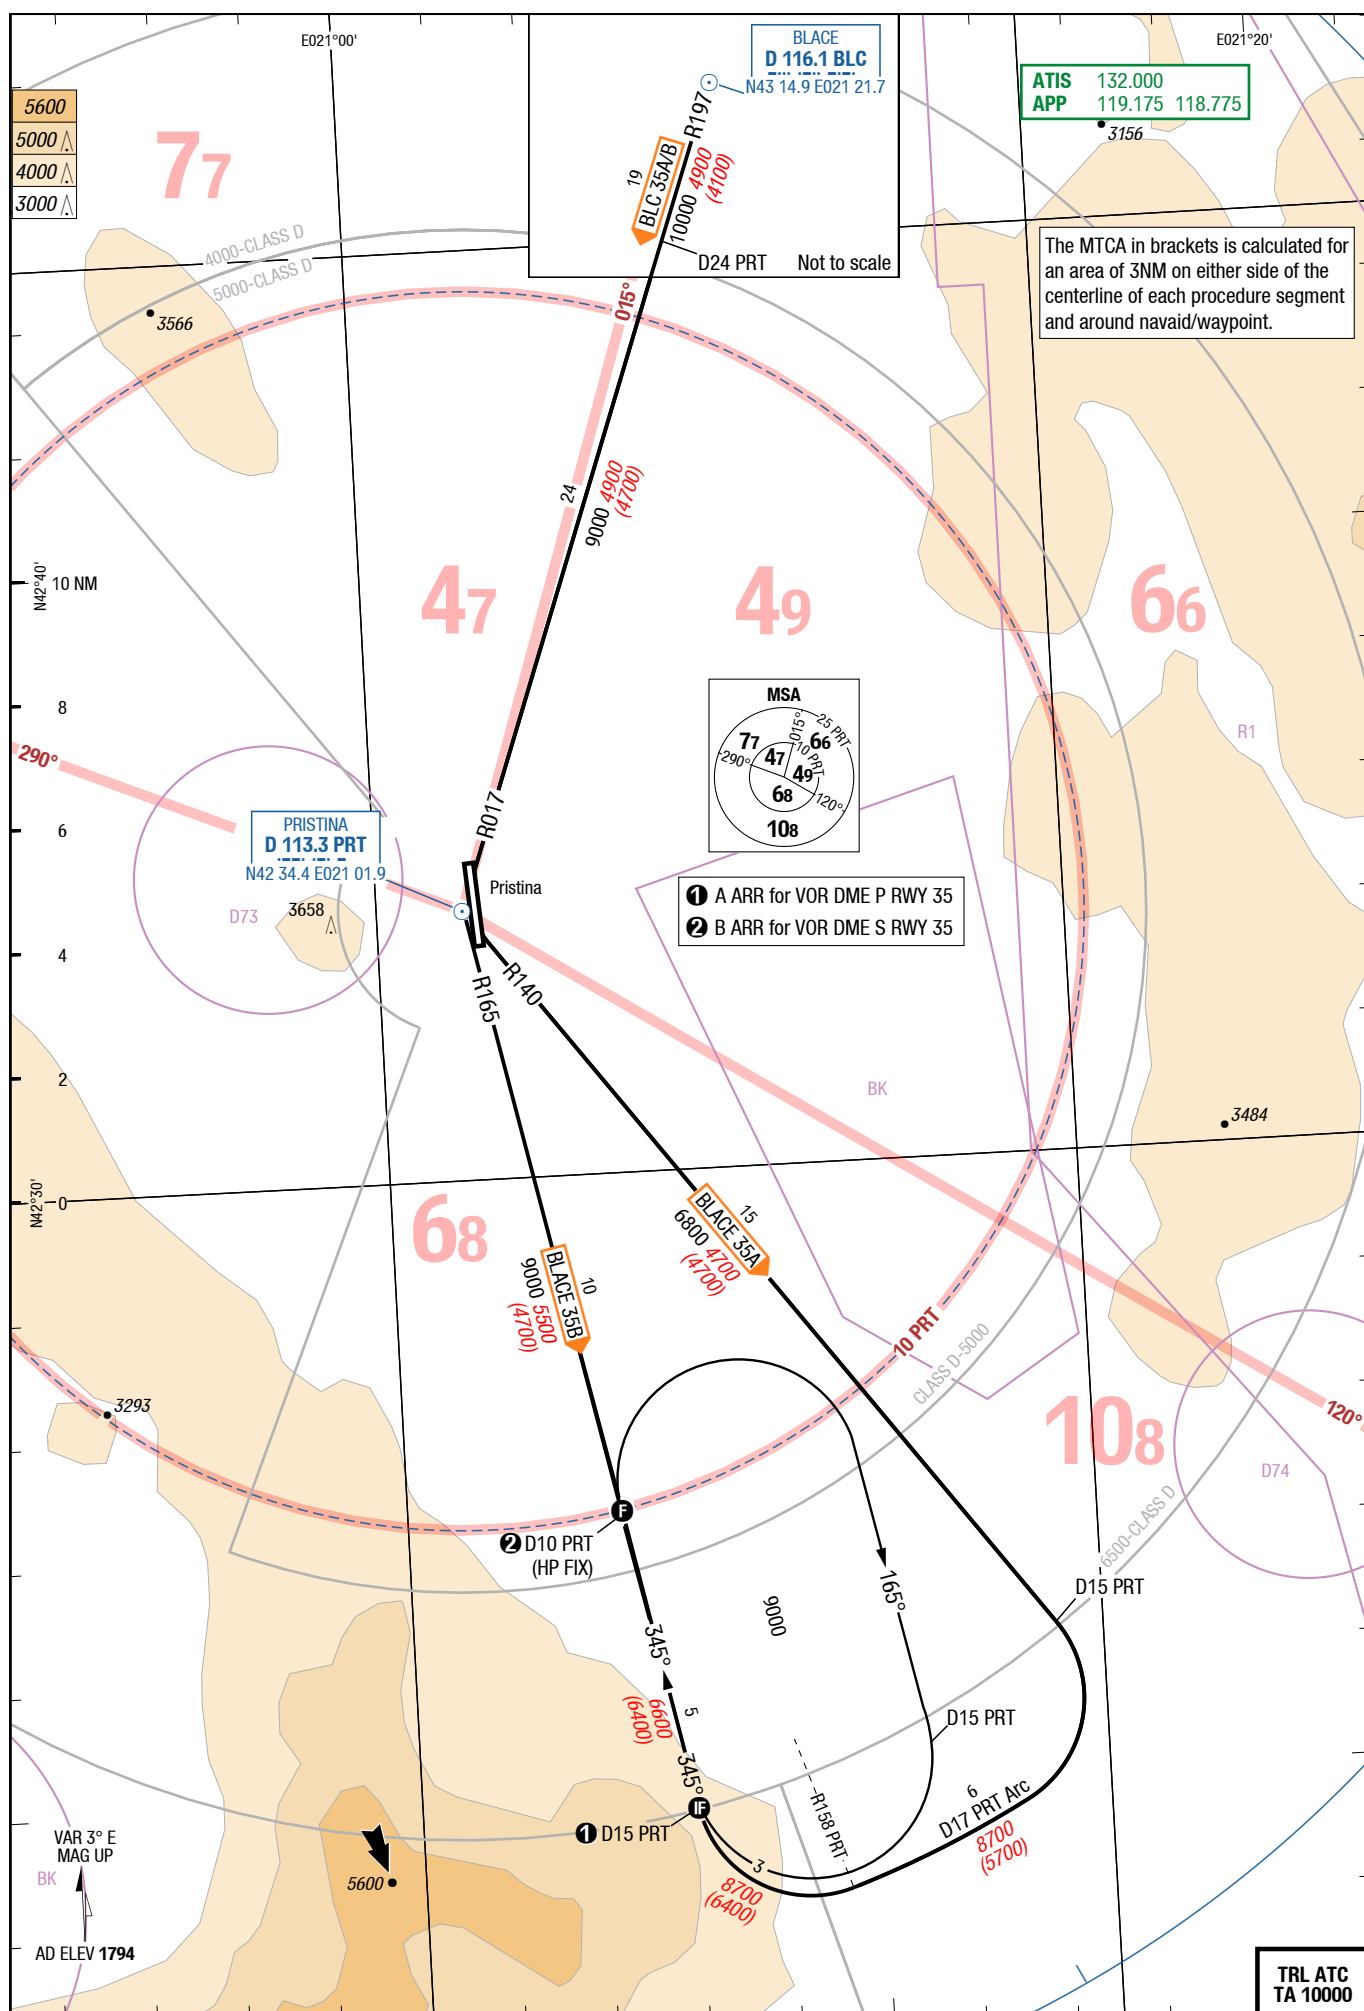 E021°00'
BLACE
D 116.1 BLC
N43 14.9 E021 21.7
E021°20'
ATIS 132.000
APP 119.175 118.775
3156
5600
5000
4000
3000
77
R197
19
BLC 35A/B
10000 4900
(4100)
D24 PRT
Not to scale
4000-CLASS D
5000-CLASS D
The MTCA in brackets is calculated for
an area of 3NM on either side of the
centerline of each procedure segment
and around navaid/waypoint.
3566
015°
24
9000 4900
(4700)
N42°40'
10 NM
47
49
66
MSA
77
015°
25 PRT
66
290°
47
10 PRT
49
68
120°
108
8
R1
290°
6
PRISTINA
D 113.3 PRT
N42 34.4 E021 01.9
R017
Pristina
D73
3658
1 A ARR for VOR DME P RWY 35
2 B ARR for VOR DME S RWY 35
4
R165
R140
2
BK
3484
N42°30'
0
68
BLACE 35A
15
6800 4700
(4700)
BLACE 35B
10
9000 5500
(4700)
10 PRT
CLASS D-5000
3293
108
120°
D74
F
2 D10 PRT
(HP FIX)
6500-CLASS D
D15 PRT
165°
9000
345°
6600
(6400)
5
D15 PRT
345°
IF
1 D15 PRT
R158 PRT
6
D17 PRT Arc
8700
(5700)
3
8700
(6400)
VAR 3° E
MAG UP
BK
5600
AD ELEV 1794
TRL ATC
TA 10000